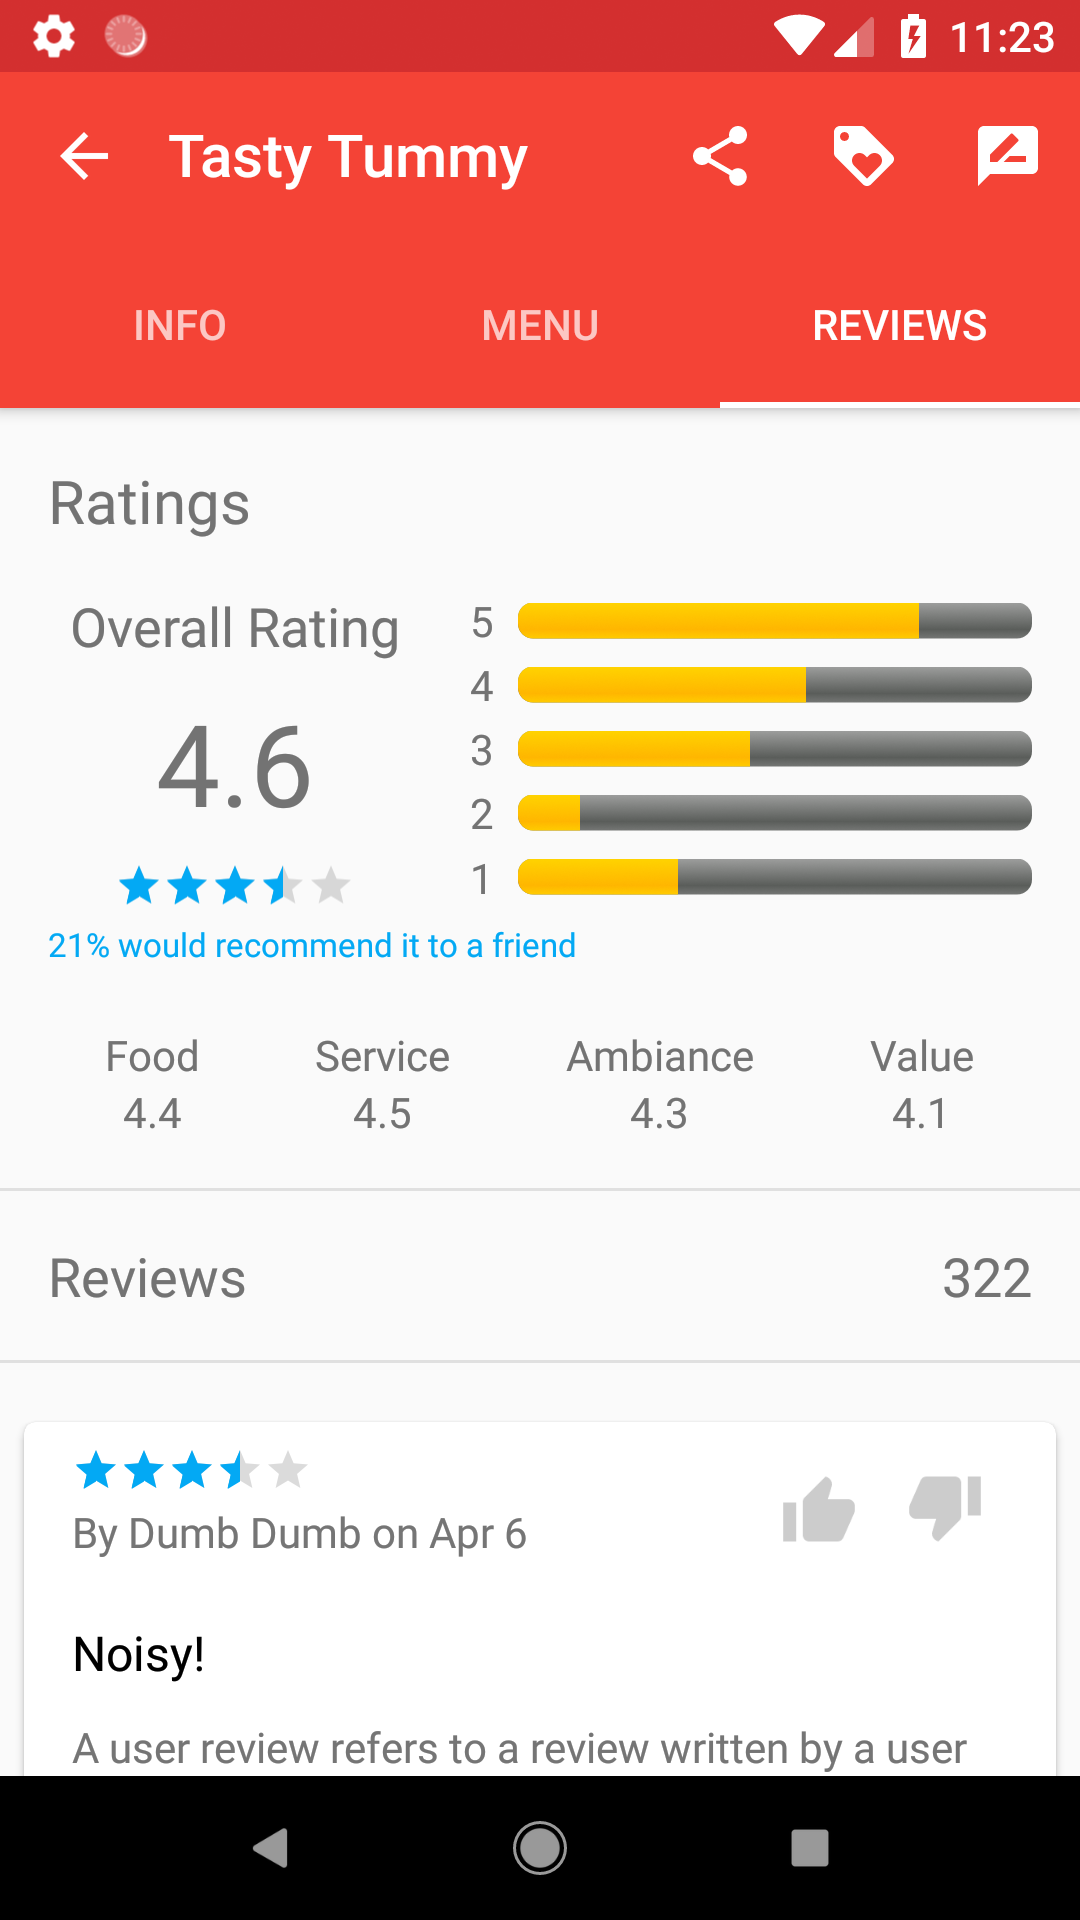 11:23
Tasty Tummy
INFO MENU REVIEWS
Ratings
Overall Rating
4.6
5
4
3
2
1
21% would recommend it to a friend
Food Service Ambiance Value
4.4 4.5 4.3 4.1
Reviews 322
By Dumb Dumb on Apr 6
Noisy!
A user review refers to a review written by a user